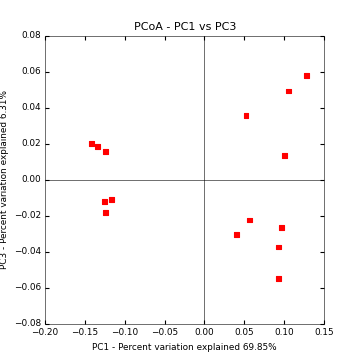 PCoA - PC1 vs PC3
0.08
0.06
0.04
0.02
0.00
−0.02
−0.04
−0.06
−0.08
PC3 - Percent variation explained 6.31%
−0.20 −0.15 −0.10 −0.05 0.00 0.05 0.10 0.15
PC1 - Percent variation explained 69.85%